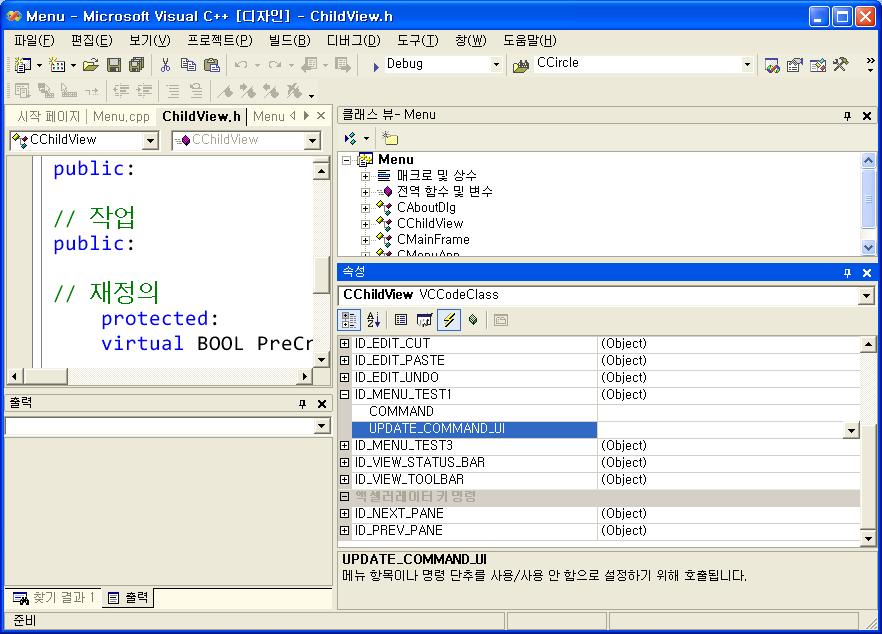 Menu - Microsoft Visual C++ [디자인] - ChildView.h
파일(F) 편집(E) 보기(V) 프로젝트(P) 빌드(B) 디버그(D) 도구(T) 창(W) 도움말(H)
Debug CCircle
시작 페이지 Menu.cpp ChildView.h Menu
CChildView CChildView
public:
// 작업
public:
// 재정의
protected:
virtual BOOL PreCr
출력
찾기 결과 1 출력
클래스 뷰- Menu
Menu
매크로 및 상수
전역 함수 및 변수
CAboutDlg
CChildView
CMainFrame
CMenuApp
속성
CChildView VCCodeClass
ID_EDIT_CUT (Object)
ID_EDIT_PASTE (Object)
ID_EDIT_UNDO (Object)
ID_MENU_TEST1 (Object)
COMMAND
UPDATE_COMMAND_UI
ID_MENU_TEST3 (Object)
ID_VIEW_STATUS_BAR (Object)
ID_VIEW_TOOLBAR (Object)
액셀러레이터 키 명령
ID_NEXT_PANE (Object)
ID_PREV_PANE (Object)
UPDATE_COMMAND_UI
메뉴 항목이나 명령 단추를 사용/사용 안 함으로 설정하기 위해 호출됩니다.
준비